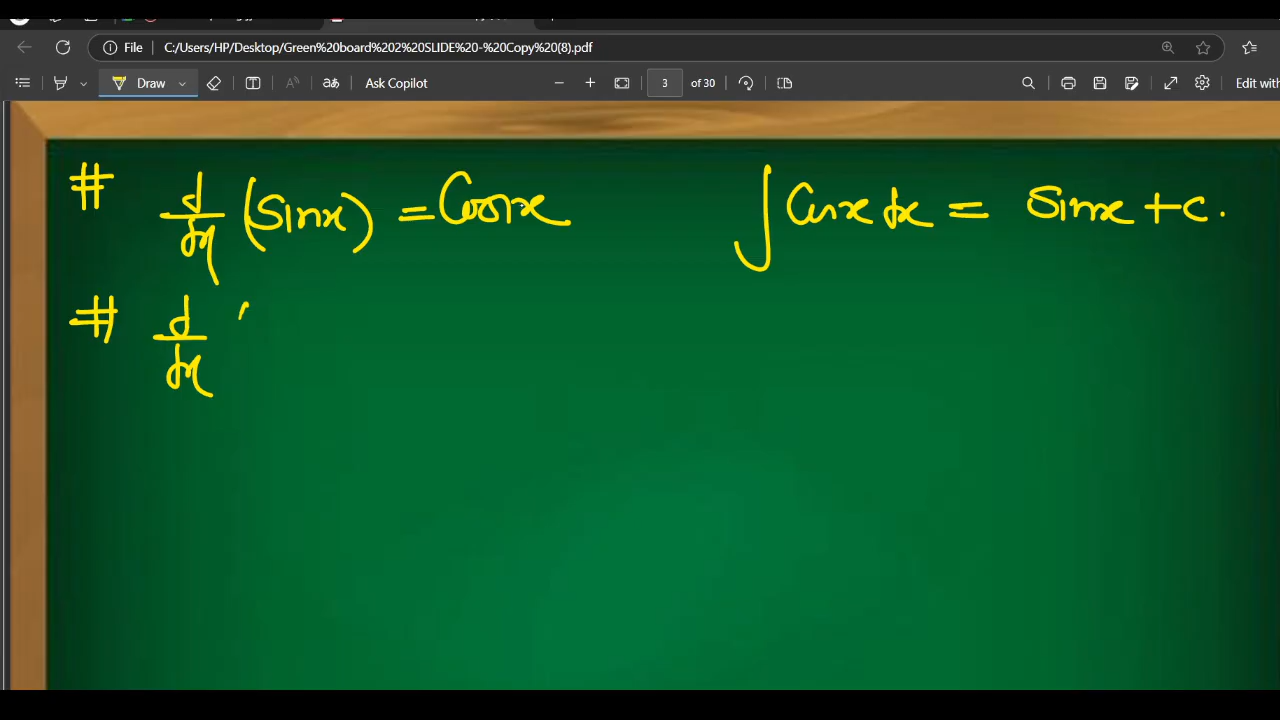 File | C:/Users/HP/Desktop/Green%20board%202%20SLIDE%20-%20Copy%20(8).pdf
Draw Ask Copilot 3 of 30 Edit with
# d/dx (Sinx) = Cosx ∫ Cosx dx = Sinx + c.
# d/dx